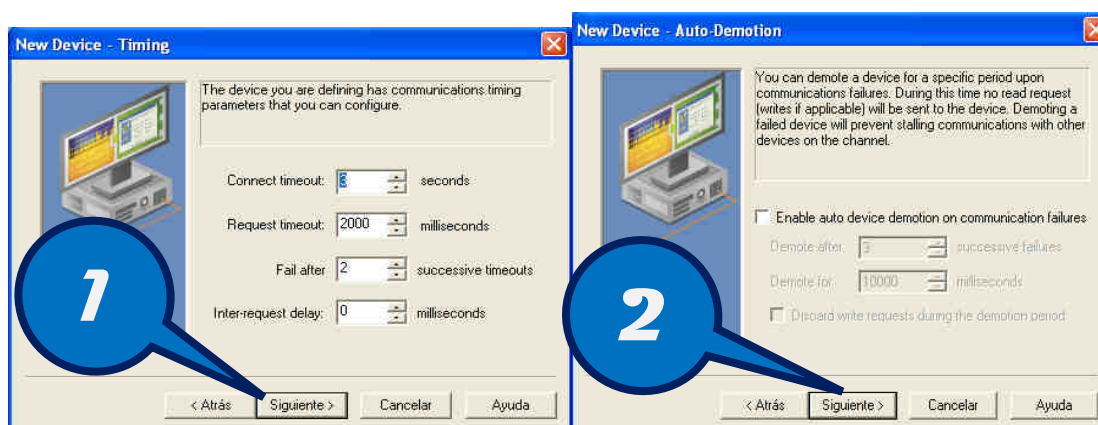 New Device - Timing
The device you are defining has communications timing
parameters that you can configure.
Connect timeout: 3 seconds
Request timeout: 2000 milliseconds
Fail after 2 successive timeouts
Inter-request delay: 0 milliseconds
< Atrás Siguiente > Cancelar Ayuda
1
New Device - Auto-Demotion
You can demote a device for a specific period upon
communications failures. During this time no read request
(writes if applicable) will be sent to the device. Demoting a
failed device will prevent stalling communications with other
devices on the channel.
Enable auto device demotion on communication failures
Demote after 3 successive failures
Demote for 10000 milliseconds
Discard write requests during the demotion period
< Atrás Siguiente > Cancelar Ayuda
2